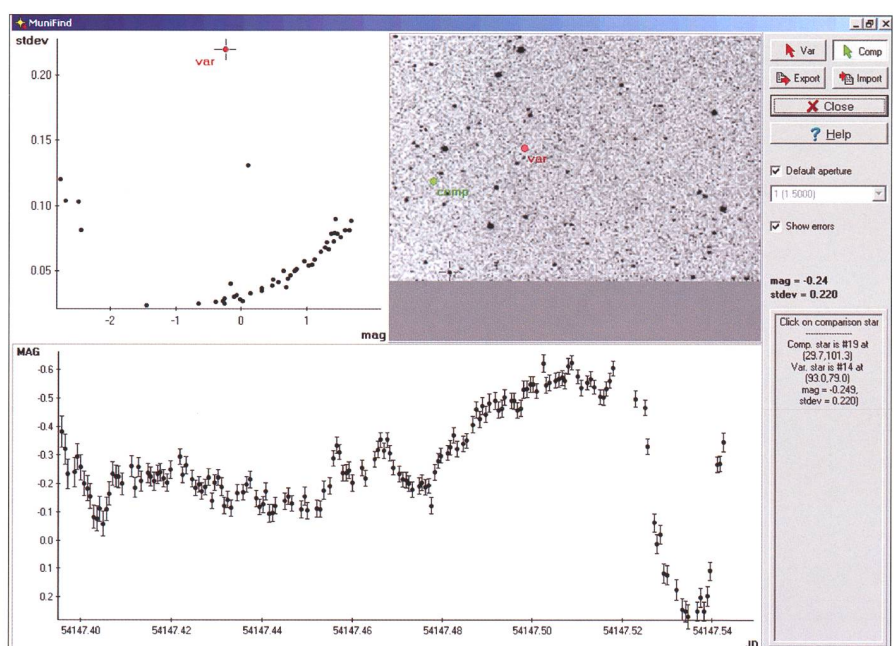 MuniFind
stdev
0.20
0.15
0.10
0.05
-2
-1
0
1
mag
var
var
comp
Var
Comp
Export
Import
Close
Help
Default aperture
1 (1.5000)
Show errors
mag = -0.24
stdev = 0.220
Click on comparison star
--------------
Comp. star is #19 at
(29.7,101.3)
Var. star is #14 at
(93.0,79.0)
mag = -0.249,
stdev = 0.220)
MAG
-0.6
-0.5
-0.4
-0.3
-0.2
-0.1
0.0
0.1
0.2
54147.40
54147.42
54147.44
54147.46
54147.48
54147.50
54147.52
54147.54
JD